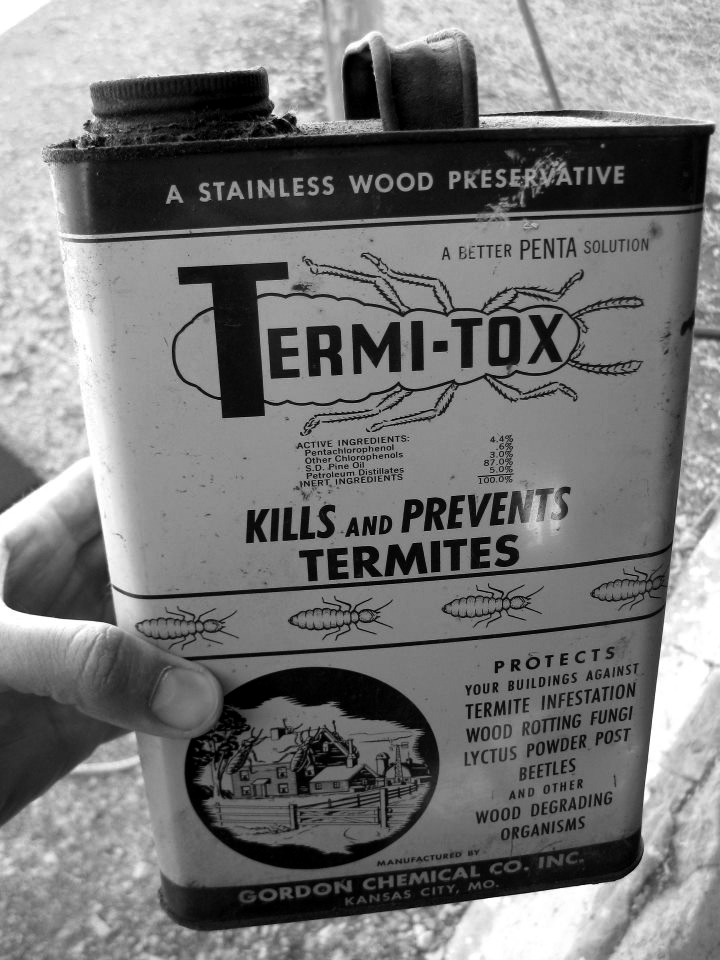 A STAINLESS WOOD PRESERVATIVE
A BETTER PENTA SOLUTION
TERMI-TOX
ACTIVE INGREDIENTS:
Pentachlorophenol 4.4%
Other Chlorophenols .6%
S.D. Pine Oil 3.0%
Petroleum Distillates 87.0%
INERT INGREDIENTS 5.0%
100.0%
KILLS AND PREVENTS
TERMITES
PROTECTS
YOUR BUILDINGS AGAINST
TERMITE INFESTATION
WOOD ROTTING FUNGI
LYCTUS POWDER POST
BEETLES
AND OTHER
WOOD DEGRADING
ORGANISMS
MANUFACTURED BY
GORDON CHEMICAL CO. INC.
KANSAS CITY, MO.